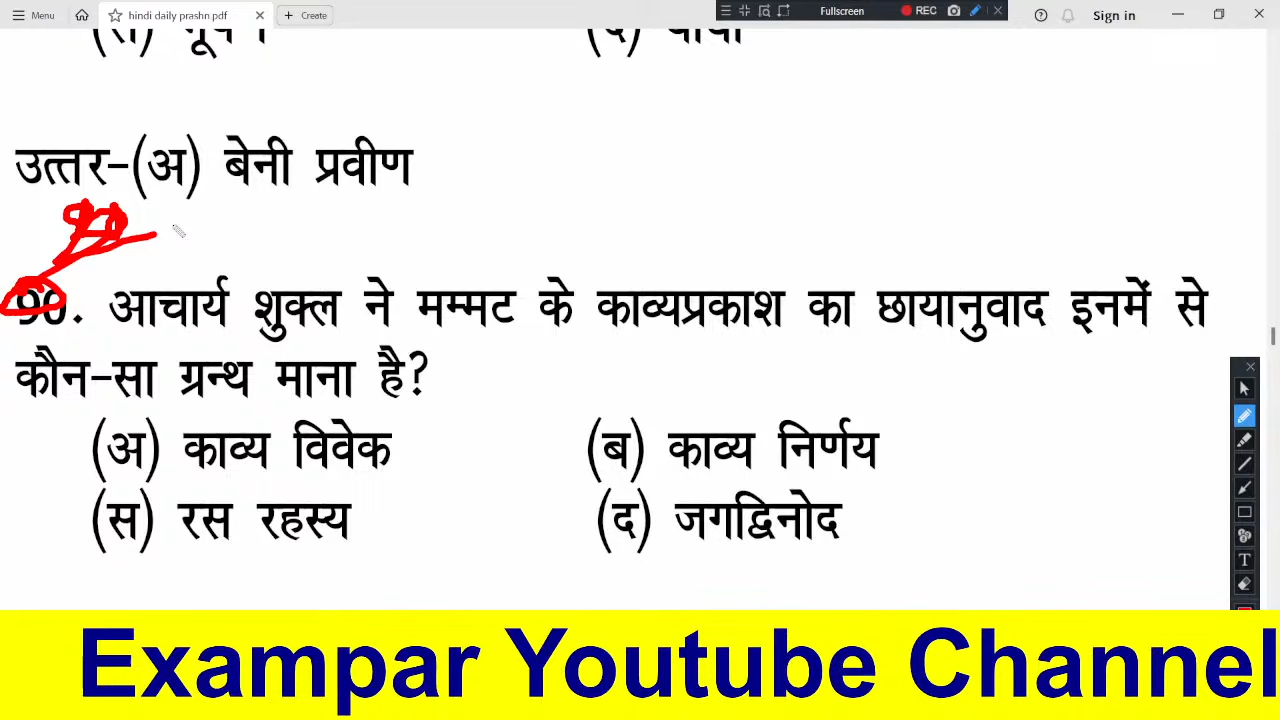 Menu hindi daily prashn pdf Create Fullscreen REC Sign in
उत्तर-(अ) बेनी प्रवीण
90. आचार्य शुक्ल ने मम्मट के काव्यप्रकाश का छायानुवाद इनमें से
कौन-सा ग्रन्थ माना है?
(अ) काव्य विवेक (ब) काव्य निर्णय
(स) रस रहस्य (द) जगद्विनोद
Exampar Youtube Channel